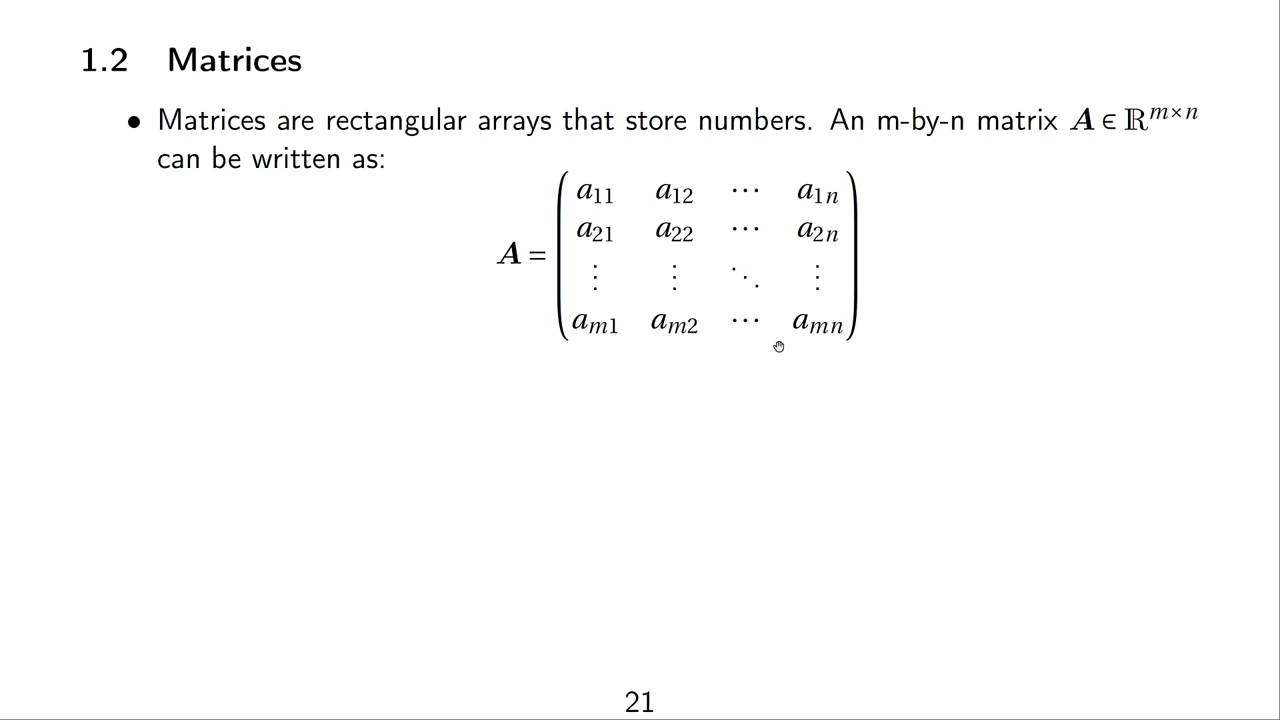 1.2 Matrices
• Matrices are rectangular arrays that store numbers. An m-by-n matrix A ∈ ℝ^{m×n}
can be written as:
a_{11} a_{12} ⋯ a_{1n}
a_{21} a_{22} ⋯ a_{2n}
A = ⋮ ⋮ ⋱ ⋮
a_{m1} a_{m2} ⋯ a_{mn}
21